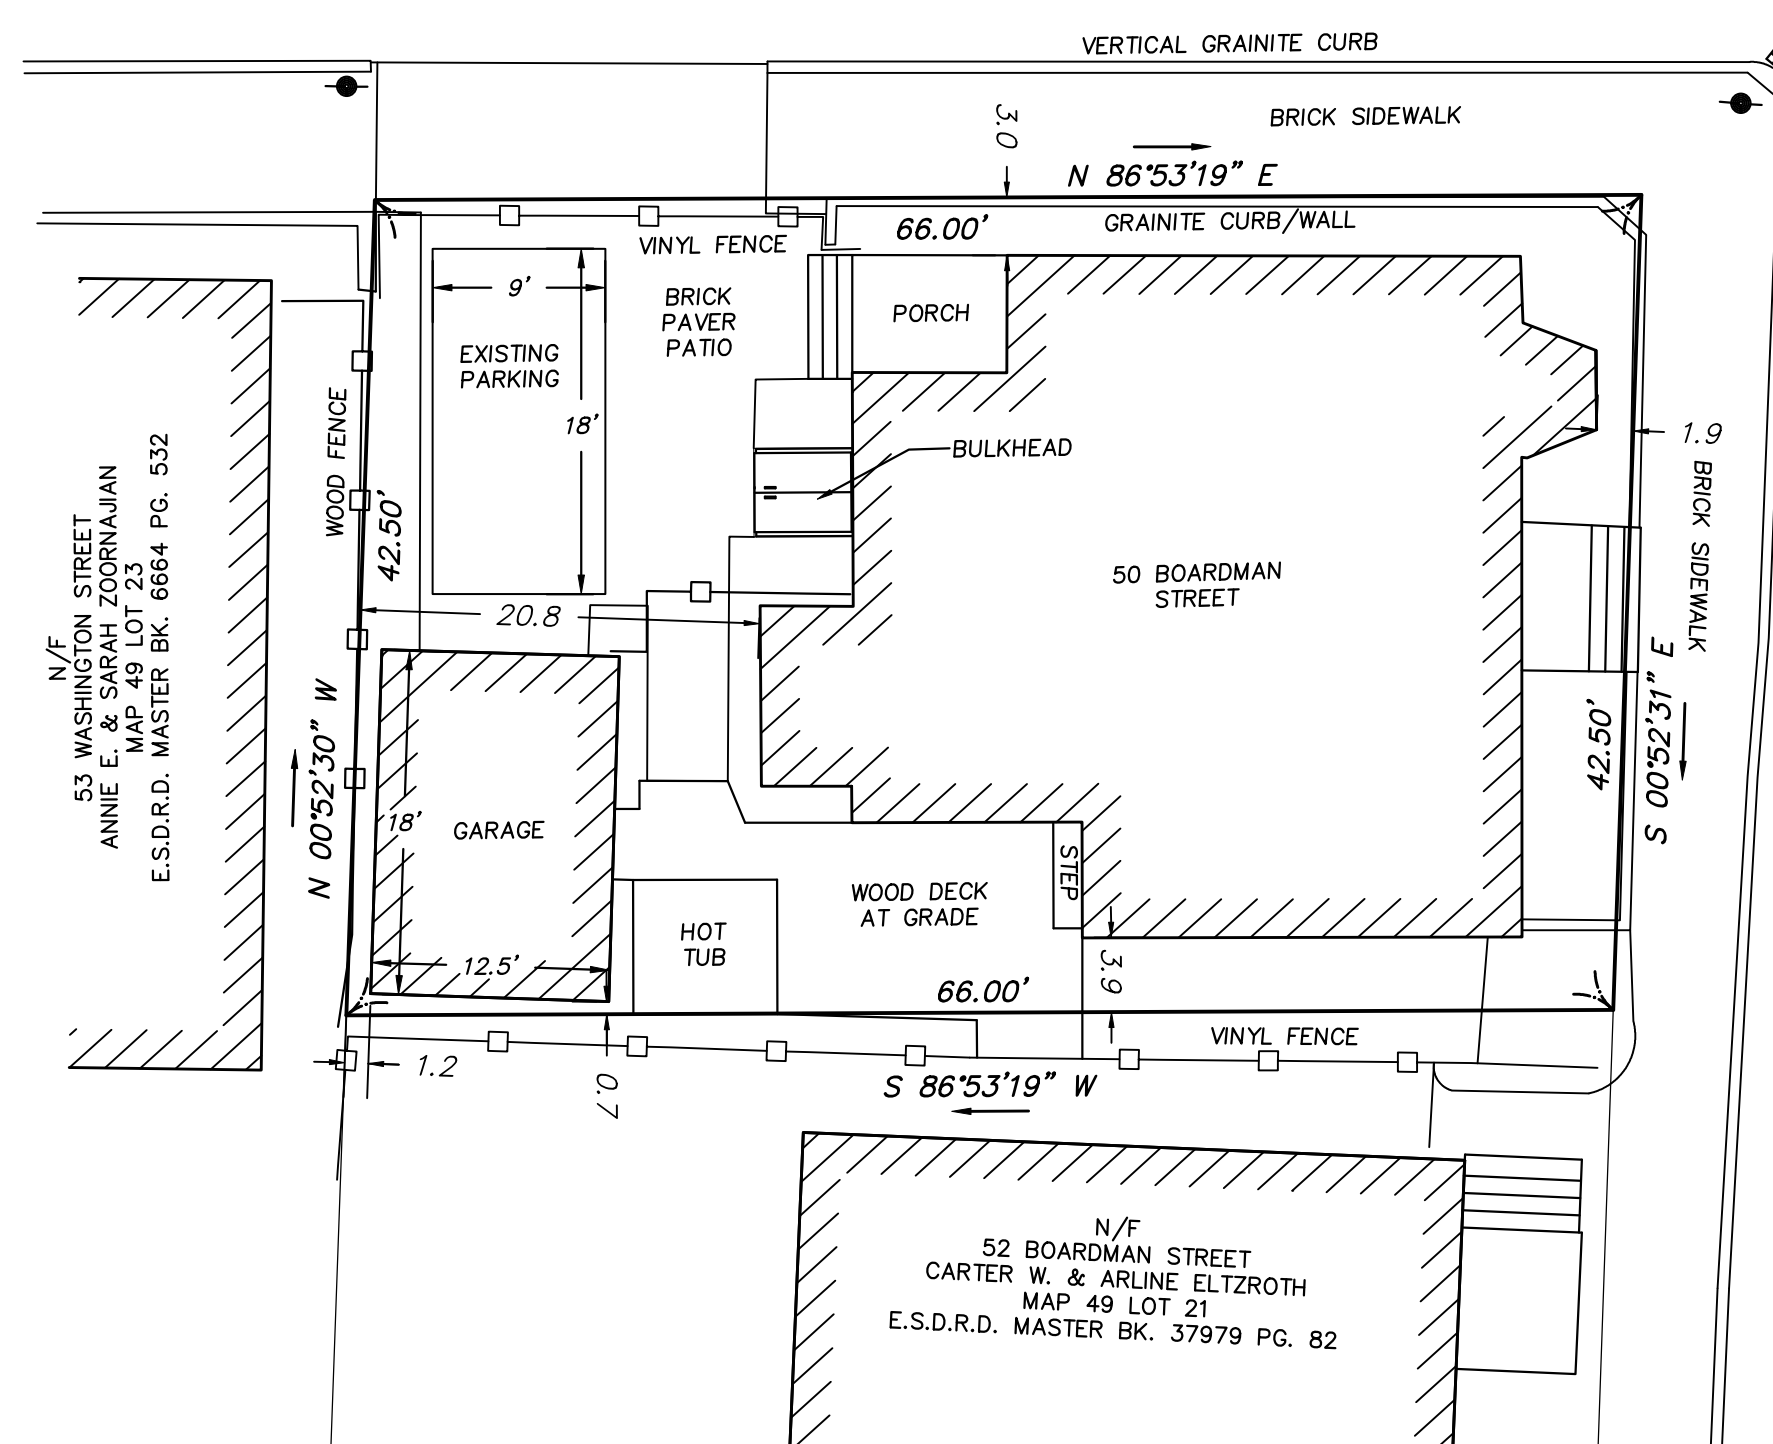 VERTICAL GRAINITE CURB
BRICK SIDEWALK
3.0
N 86°53'19" E
66.00'
GRAINITE CURB/WALL
VINYL FENCE
9'
BRICK
PAVER
PATIO
PORCH
EXISTING
PARKING
18'
WOOD FENCE
42.50'
BULKHEAD
1.9
BRICK SIDEWALK
N/F
53 WASHINGTON STREET
ANNIE E. & SARAH ZOORNAJIAN
MAP 49 LOT 23
E.S.D.R.D. MASTER BK. 6664 PG. 532
50 BOARDMAN
STREET
20.8
N 00°52'30" W
S 00°52'31" E
42.50'
18'
GARAGE
STEP
WOOD DECK
AT GRADE
HOT
TUB
12.5'
3.9
66.00'
VINYL FENCE
1.2
0.7
S 86°53'19" W
N/F
52 BOARDMAN STREET
CARTER W. & ARLINE ELTZROTH
MAP 49 LOT 21
E.S.D.R.D. MASTER BK. 37979 PG. 82